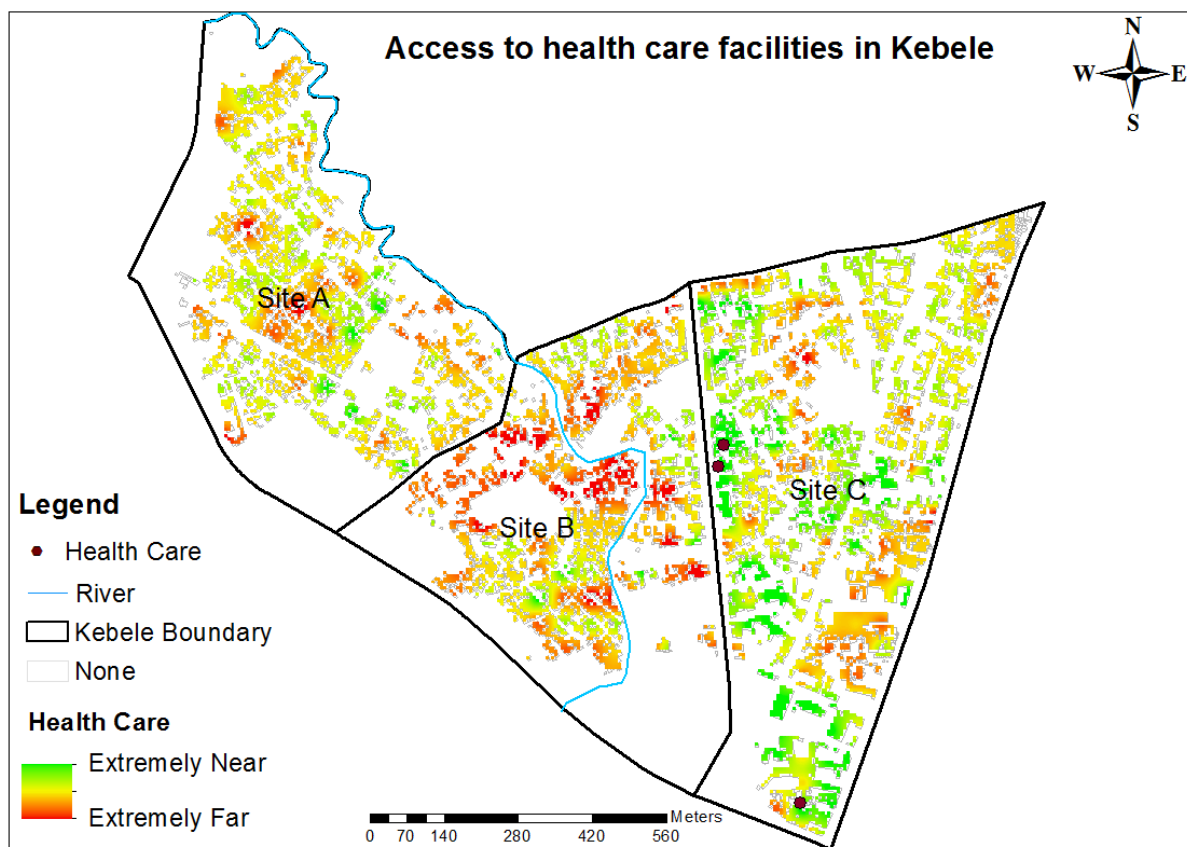 Access to health care facilities in Kebele
N
W E
S
Site A
Site B
Site C
Legend
Health Care
River
Kebele Boundary
None
Health Care
Extremely Near
Extremely Far
Meters
0 70 140 280 420 560